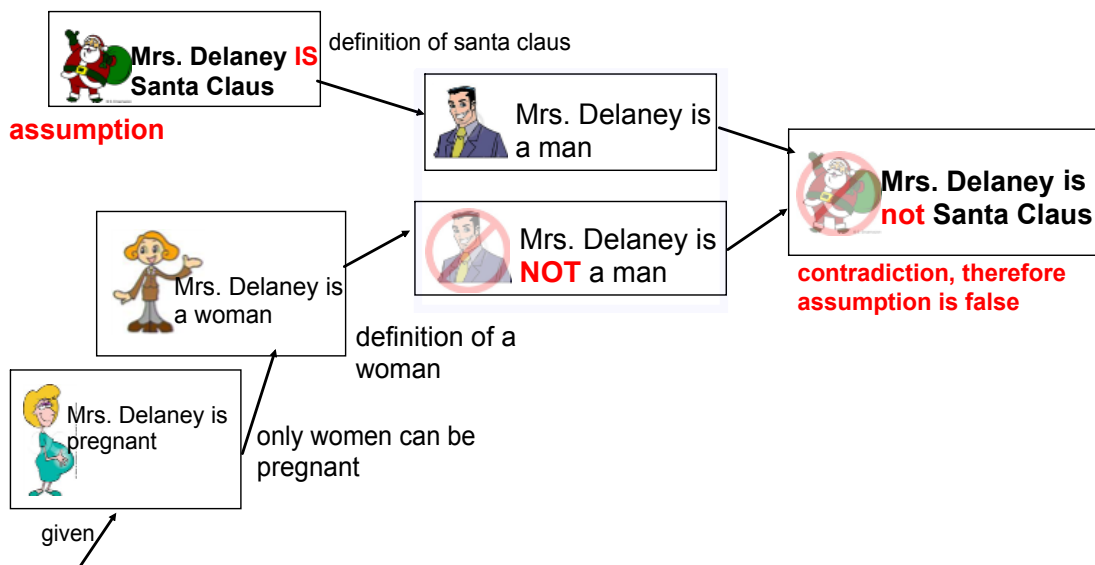 Mrs. Delaney IS
Santa Claus
definition of santa claus
assumption
Mrs. Delaney is
a man
Mrs. Delaney is
not Santa Claus
contradiction, therefore
assumption is false
Mrs. Delaney is
NOT a man
Mrs. Delaney is
a woman
definition of a
woman
Mrs. Delaney is
pregnant
only women can be
pregnant
given